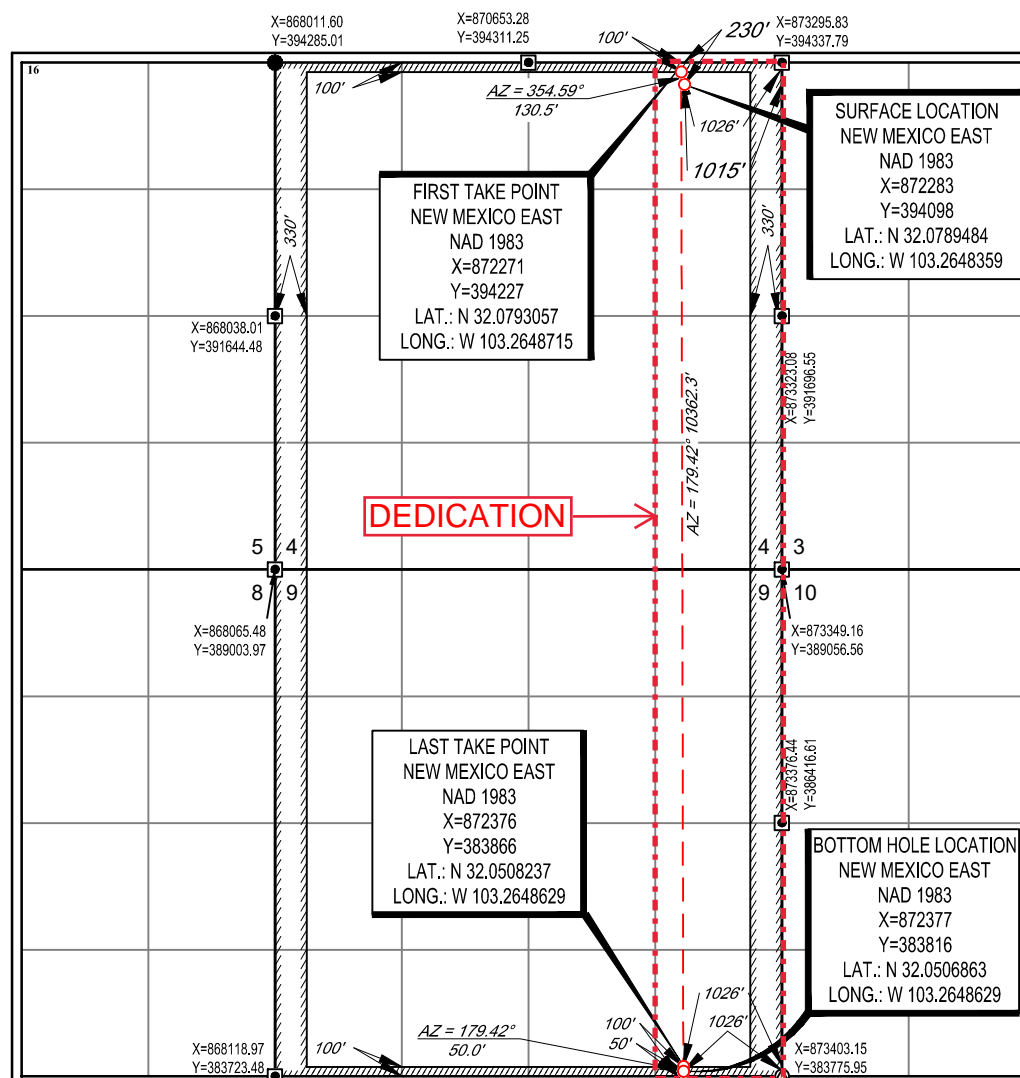 X=868011.60
Y=394285.01
X=870653.28
Y=394311.25
X=873295.83
Y=394337.79
16
100'
230'
100'
AZ = 354.59°
130.5'
1026'
1015'
SURFACE LOCATION
NEW MEXICO EAST
NAD 1983
X=872283
Y=394098
LAT.: N 32.0789484
LONG.: W 103.2648359
FIRST TAKE POINT
NEW MEXICO EAST
NAD 1983
X=872271
Y=394227
LAT.: N 32.0793057
LONG.: W 103.2648715
330'
330'
X=868038.01
Y=391644.48
X=873323.08
Y=391696.55
AZ = 179.42° 10362.3'
DEDICATION
5 4
8 9
4 3
9 10
X=868065.48
Y=389003.97
X=873349.16
Y=389056.56
LAST TAKE POINT
NEW MEXICO EAST
NAD 1983
X=872376
Y=383866
LAT.: N 32.0508237
LONG.: W 103.2648629
X=873376.44
Y=386416.61
BOTTOM HOLE LOCATION
NEW MEXICO EAST
NAD 1983
X=872377
Y=383816
LAT.: N 32.0506863
LONG.: W 103.2648629
1026'
100'
1026'
50'
AZ = 179.42°
50.0'
100'
X=868118.97
Y=383723.48
X=873403.15
Y=383775.95